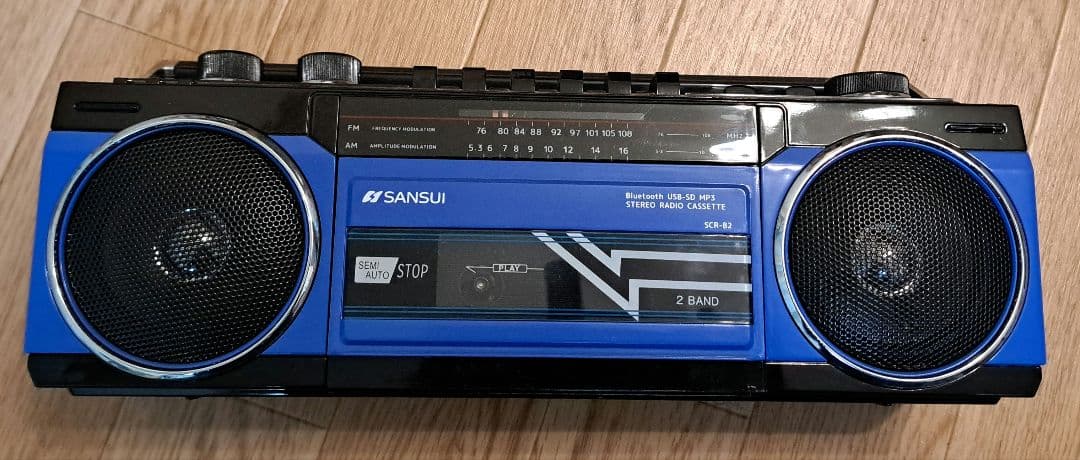 FM FREQUENCY MODULATION 76 80 84 88 92 97 101 105 108 76 108 MHz
AM AMPLITUDE MODULATION 5.3 6 7 8 9 10 12 14 16
SANSUI
Bluetooth USB-SD MP3
STEREO RADIO CASSETTE
SCR-B2
SEMI
AUTO
STOP
PLAY
2 BAND